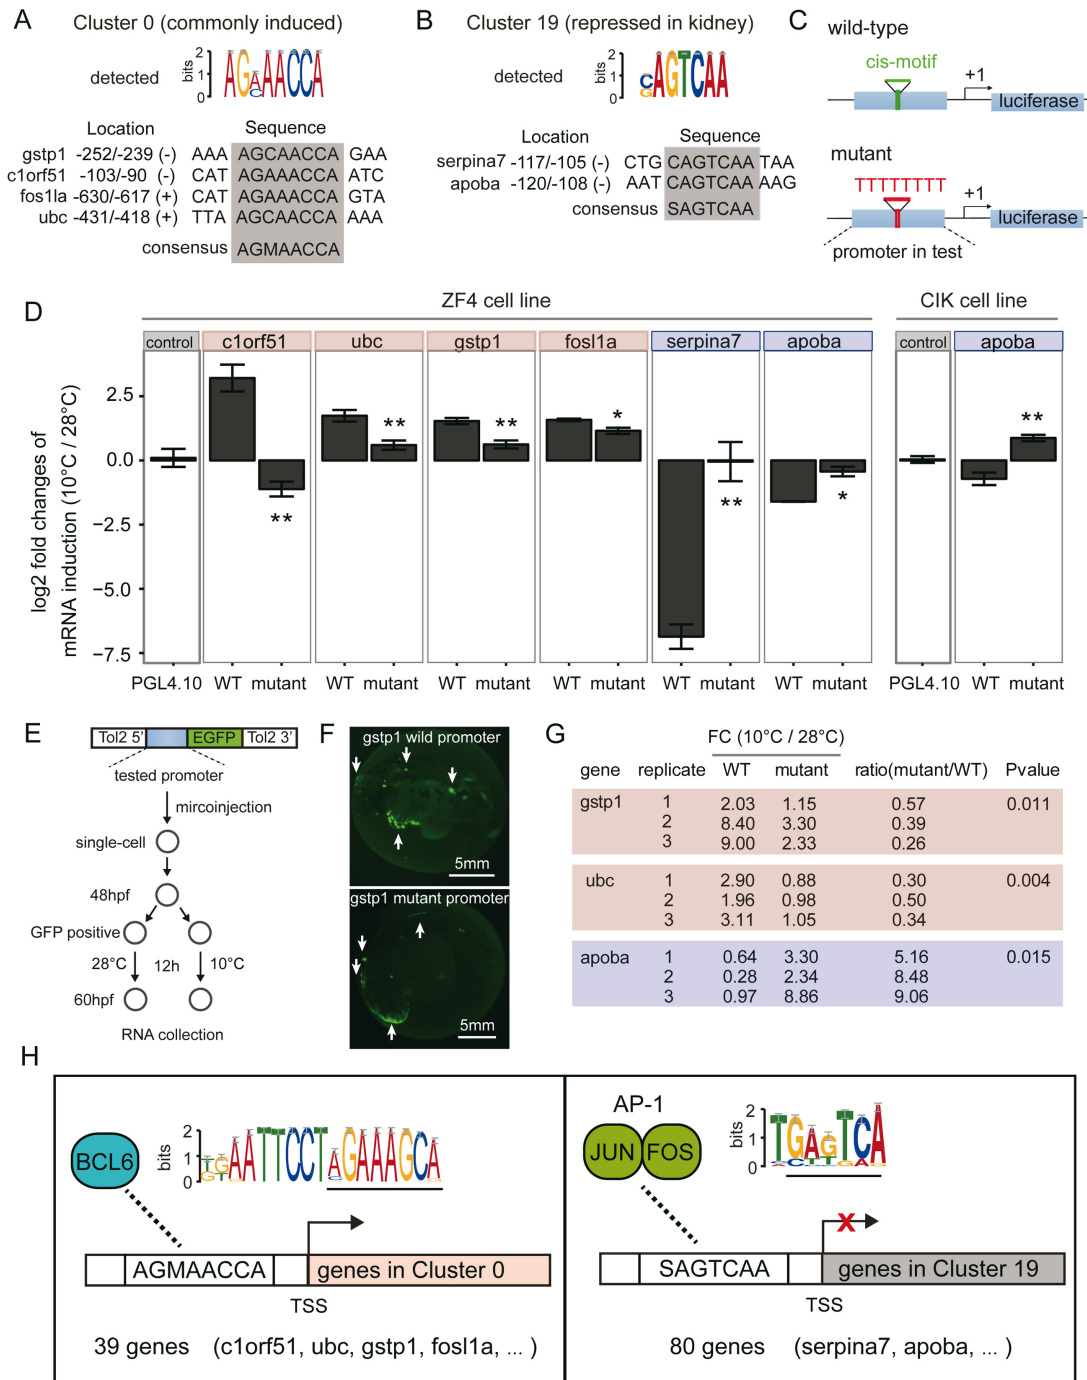 A
Cluster 0 (commonly induced)
detected
bits
2
1
0
AGAAACCA
C
Location
Sequence
gstp1 -252/-239 (-) AAA AGCAACCA GAA
c1orf51 -103/-90 (-) CAT AGAAACCA ATC
fos1la -630/-617 (+) CAT AGAAACCA GTA
ubc -431/-418 (+) TTA AGCAACCA AAA
consensus AGMAACCA
B
Cluster 19 (repressed in kidney)
detected
bits
2
1
0
CAGTCAA
G
Location
Sequence
serpina7 -117/-105 (-) CTG CAGTCAA TAA
apoba -120/-108 (-) AAT CAGTCAA AAG
consensus SAGTCAA
C
wild-type
cis-motif
+1
luciferase
mutant
TTTTTTTT
+1
luciferase
promoter in test
D
ZF4 cell line
CIK cell line
control
c1orf51
ubc
gstp1
fosl1a
serpina7
apoba
control
apoba
log2 fold changes of
mRNA induction (10°C / 28°C)
2.5
0.0
−2.5
−5.0
−7.5
**
**
**
*
**
*
**
PGL4.10 WT mutant WT mutant WT mutant WT mutant WT mutant WT mutant PGL4.10 WT mutant
E
Tol2 5' EGFP Tol2 3'
tested promoter
mircoinjection
single-cell
48hpf
GFP positive
28°C 12h 10°C
60hpf
RNA collection
F
gstp1 wild promoter
5mm
gstp1 mutant promoter
5mm
G
FC (10°C / 28°C)
gene replicate WT mutant ratio(mutant/WT) Pvalue
gstp1 1 2.03 1.15 0.57 0.011
2 8.40 3.30 0.39
3 9.00 2.33 0.26
ubc 1 2.90 0.88 0.30 0.004
2 1.96 0.98 0.50
3 3.11 1.05 0.34
apoba 1 0.64 3.30 5.16 0.015
2 0.28 2.34 8.48
3 0.97 8.86 9.06
H
BCL6
bits
2
1
0
TGAATTCCTAGAAAGCA
AGMAACCA
genes in Cluster 0
TSS
39 genes (c1orf51, ubc, gstp1, fosl1a, ... )
AP-1
JUN FOS
bits
2
1
0
TGAGTCA
X
SAGTCAA
genes in Cluster 19
TSS
80 genes (serpina7, apoba, ... )